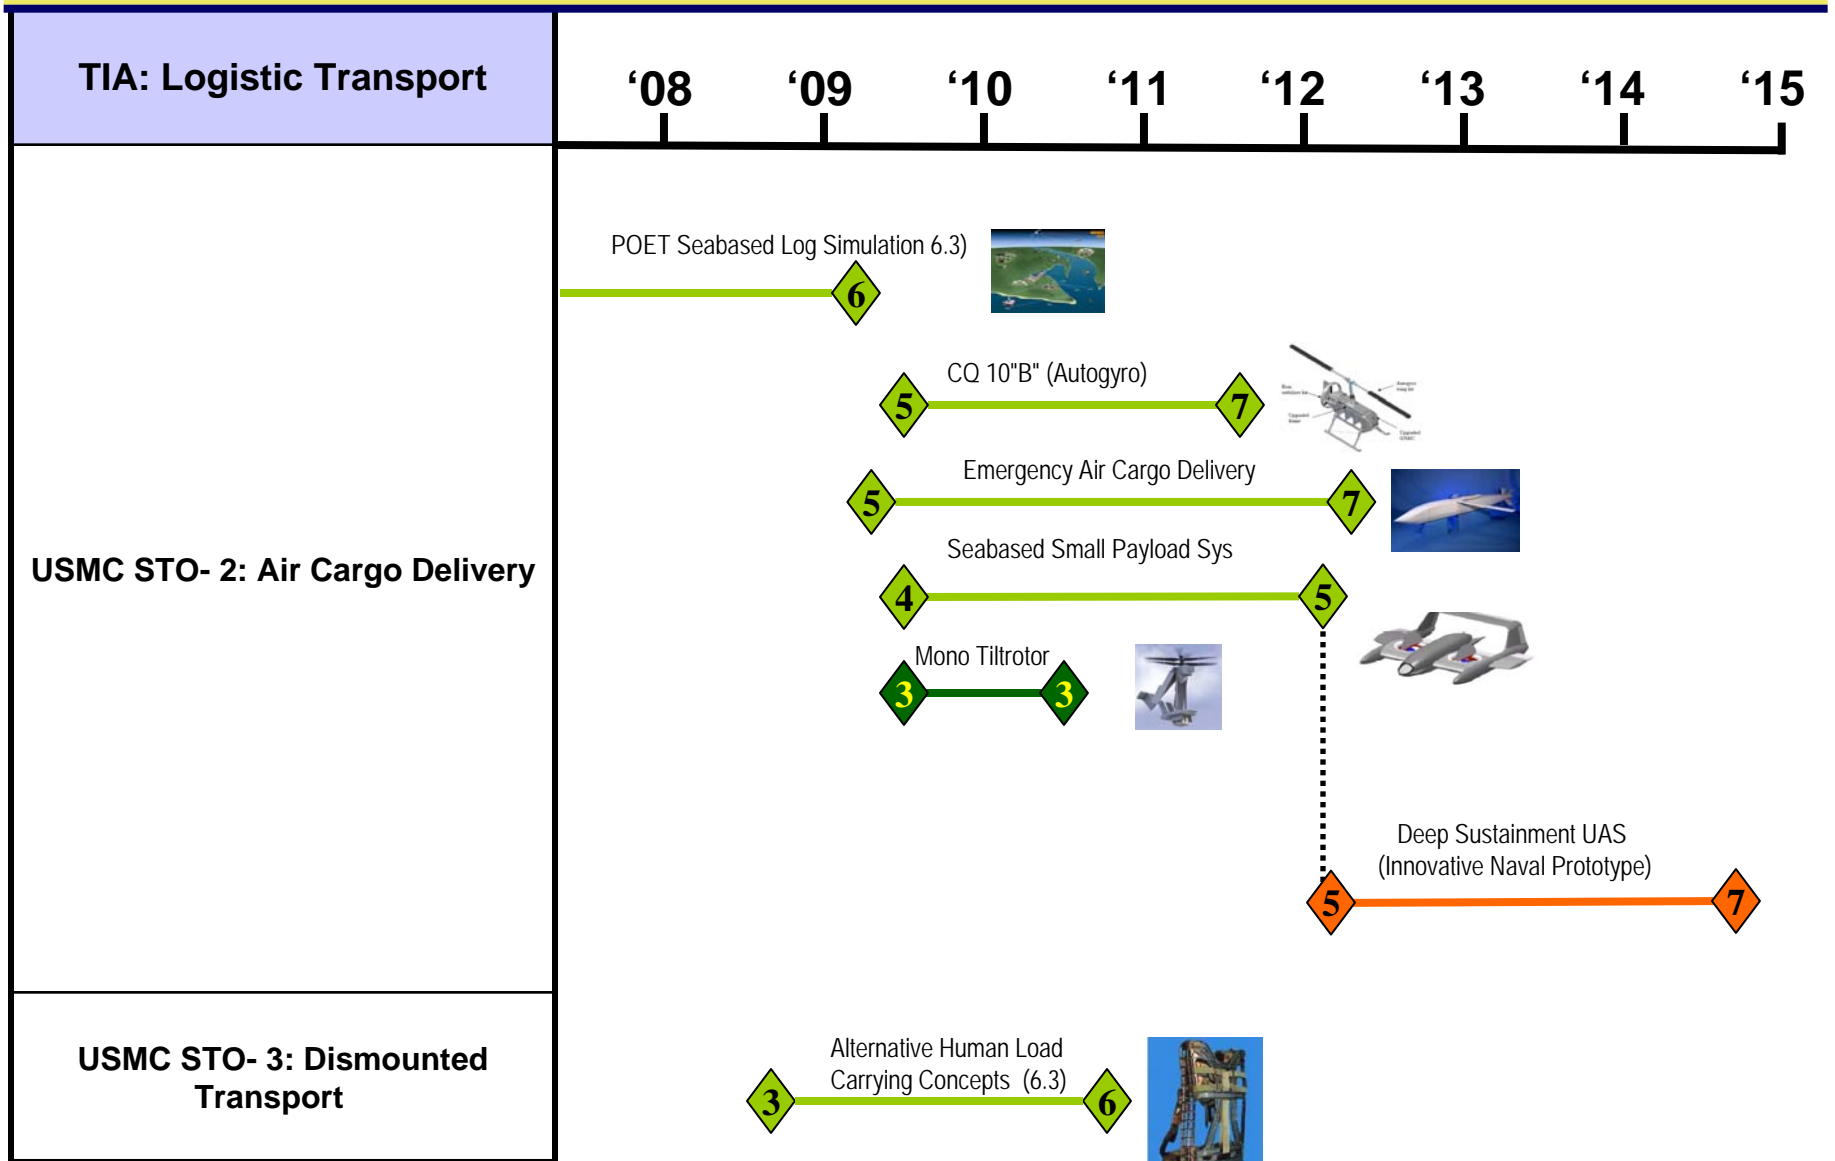 TIA: Logistic Transport
‘08 ‘09 ‘10 ‘11 ‘12 ‘13 ‘14 ‘15
USMC STO- 2: Air Cargo Delivery
POET Seabased Log Simulation 6.3)
6
CQ 10"B" (Autogyro)
5 7
Autogyro
Upgraded
Upgraded
Emergency Air Cargo Delivery
5 7
Seabased Small Payload Sys
4 5
Mono Tiltrotor
3 3
Deep Sustainment UAS
(Innovative Naval Prototype)
5 7
USMC STO- 3: Dismounted
Transport
Alternative Human Load
Carrying Concepts (6.3)
3 6